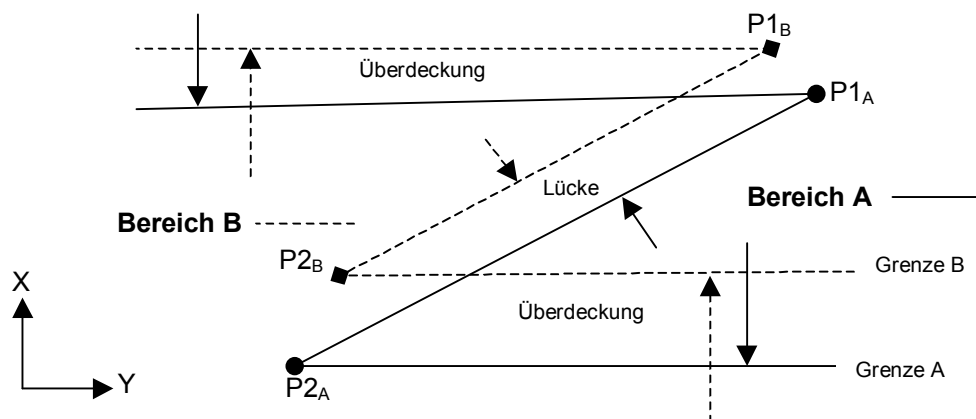 P1B
Überdeckung
P1A
Lücke
Bereich A
Bereich B
P2B
Grenze B
X
Überdeckung
Y
Grenze A
P2A